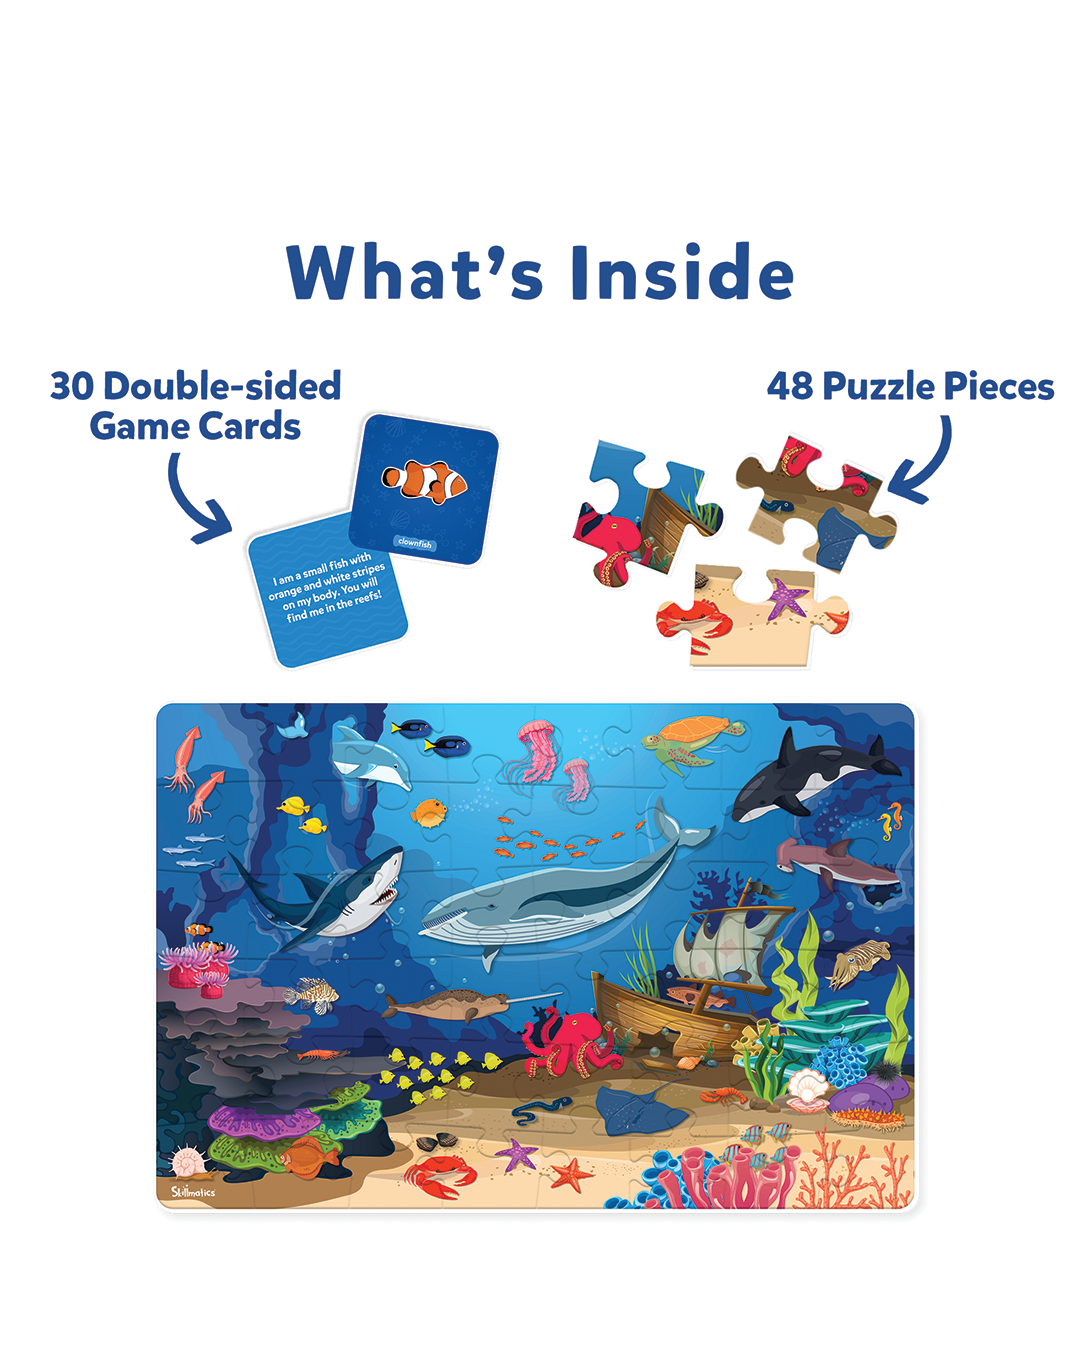 What's Inside
30 Double-sided
Game Cards
48 Puzzle Pieces
clownfish
I am a small fish with
orange and white stripes
on my body. You will
find me in the reefs!
Skillmatics